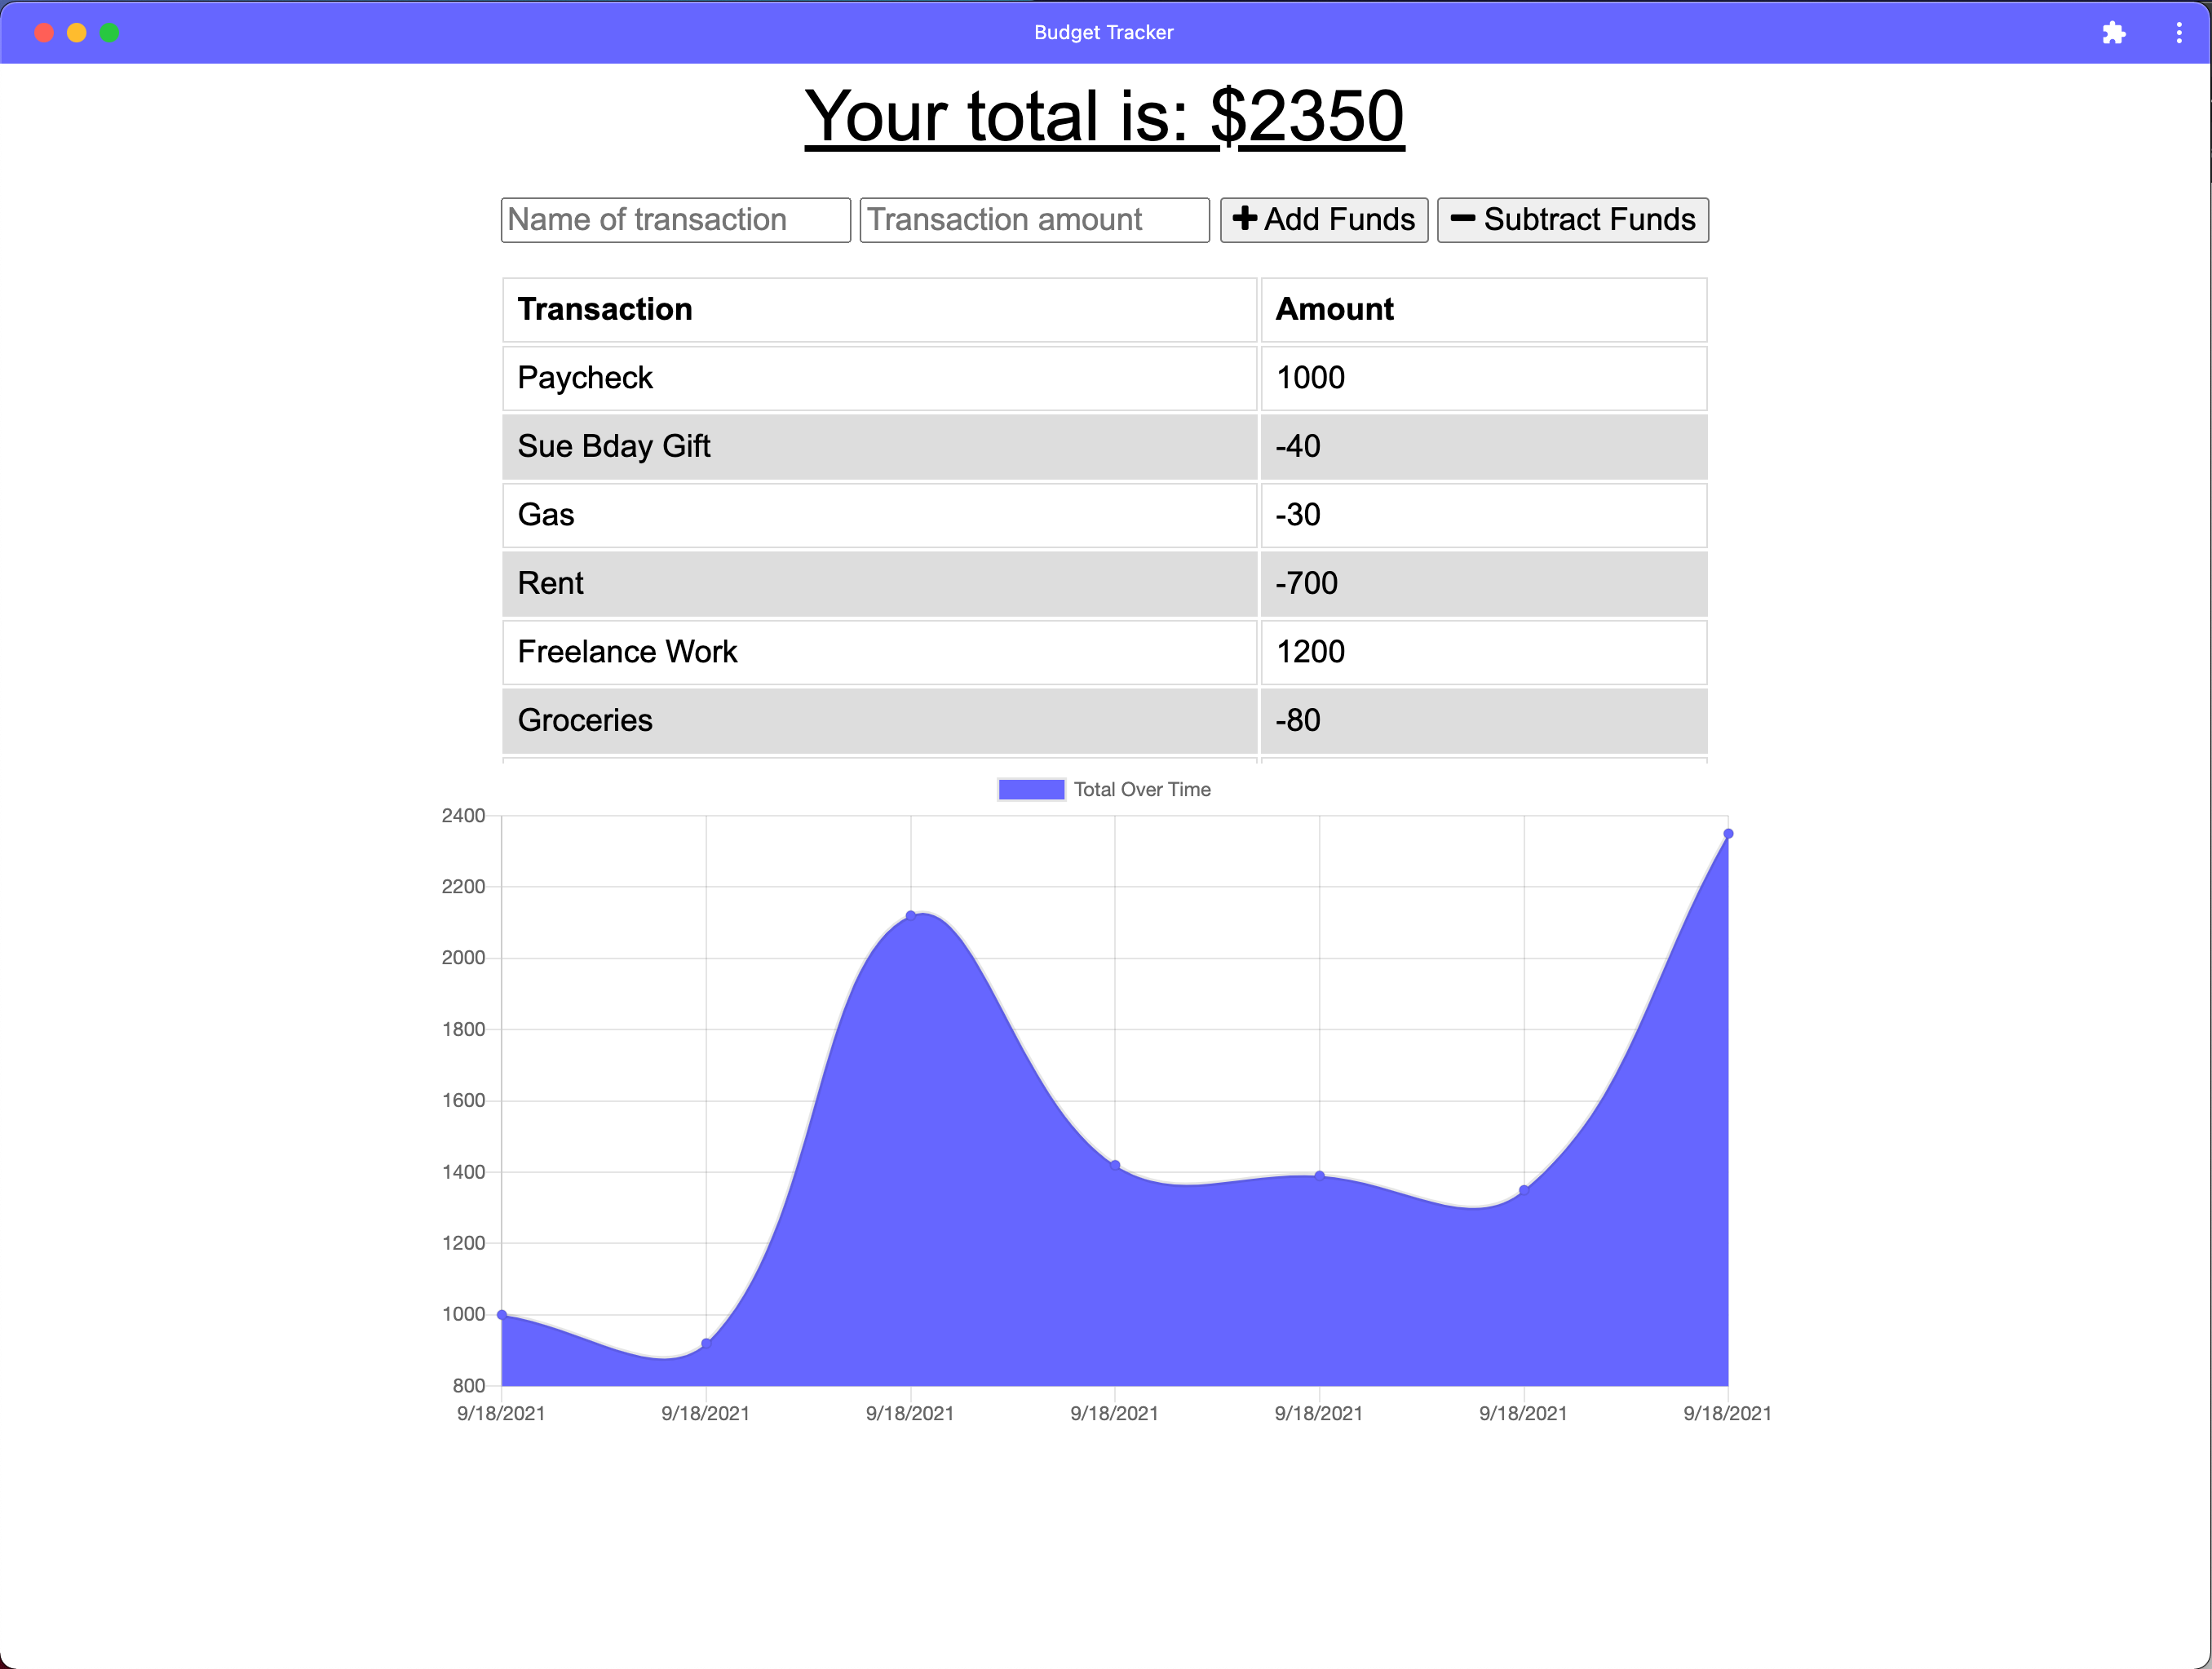 Budget Tracker
Your total is: $2350
Name of transaction Transaction amount Add Funds Subtract Funds
Transaction Amount
Paycheck 1000
Sue Bday Gift -40
Gas -30
Rent -700
Freelance Work 1200
Groceries -80
Total Over Time
2400
2200
2000
1800
1600
1400
1200
1000
800
9/18/2021 9/18/2021 9/18/2021 9/18/2021 9/18/2021 9/18/2021 9/18/2021